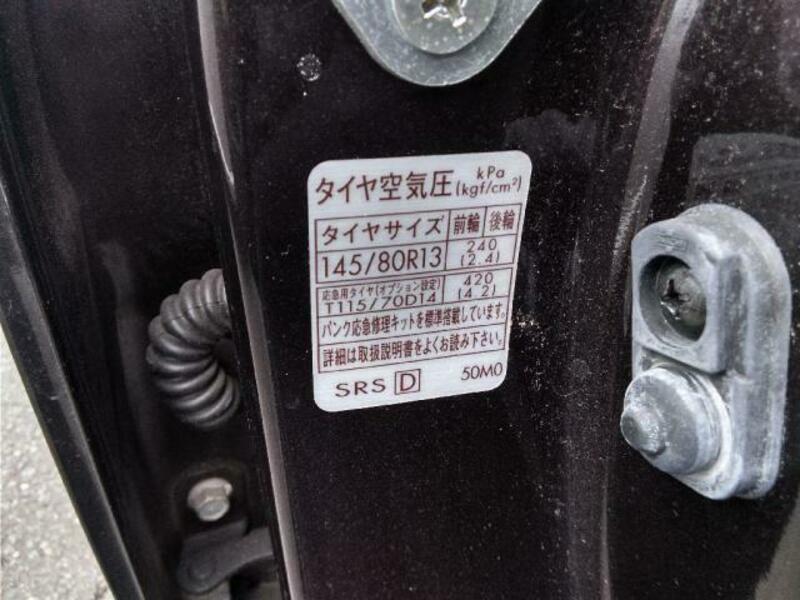 タイヤ空気圧 kPa (kgf/cm²)
タイヤサイズ 前輪 後輪
145/80R13 240 (2.4)
応急用タイヤ(オプション設定) T115/70D14 420 (4.2)
パンク応急修理キットを標準搭載しています。
詳細は取扱説明書をよくお読み下さい。
SRS D 50M0